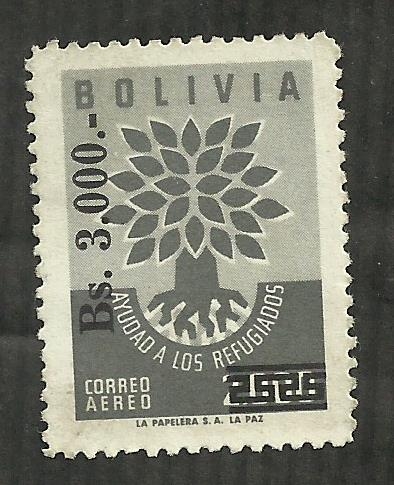 BOLIVIA
Bs. 3 000.-
AYUDAD A LOS REFUGIADOS
CORREO
AEREO
LA PAPELERA S. A. LA PAZ